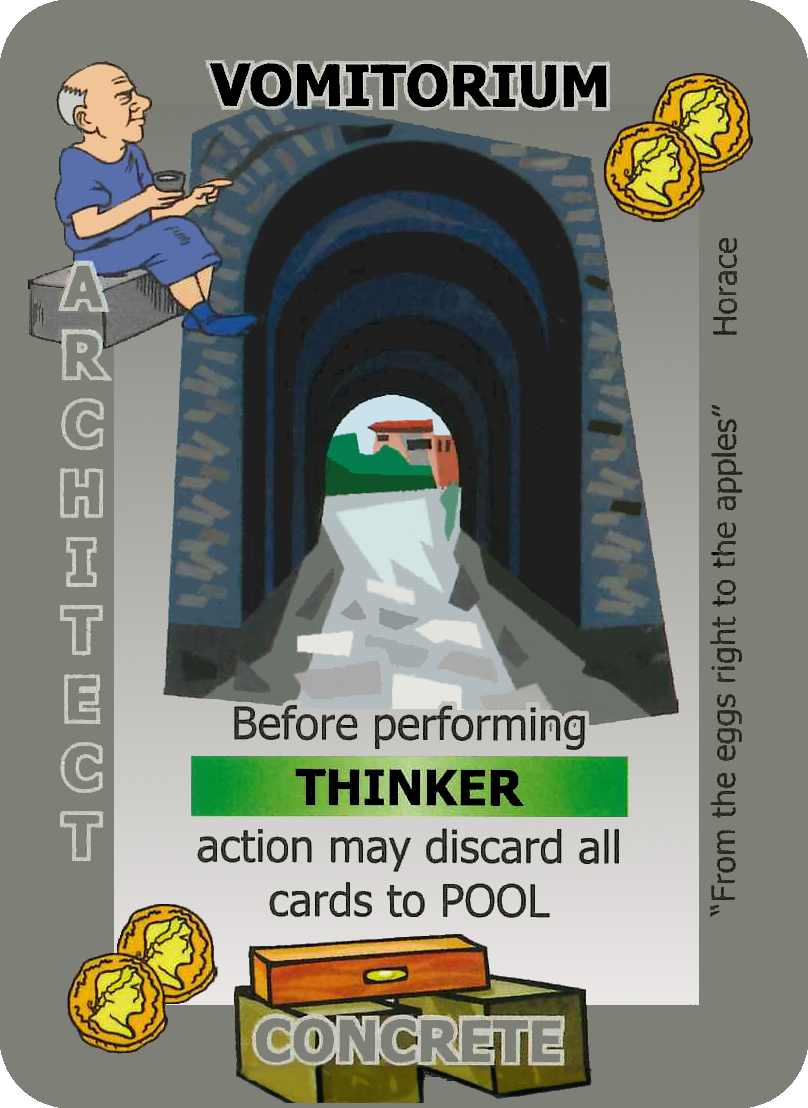 VOMITORIUM
ARCHITECT
"From the eggs right to the apples" Horace
Before performing
THINKER
action may discard all
cards to POOL
CONCRETE